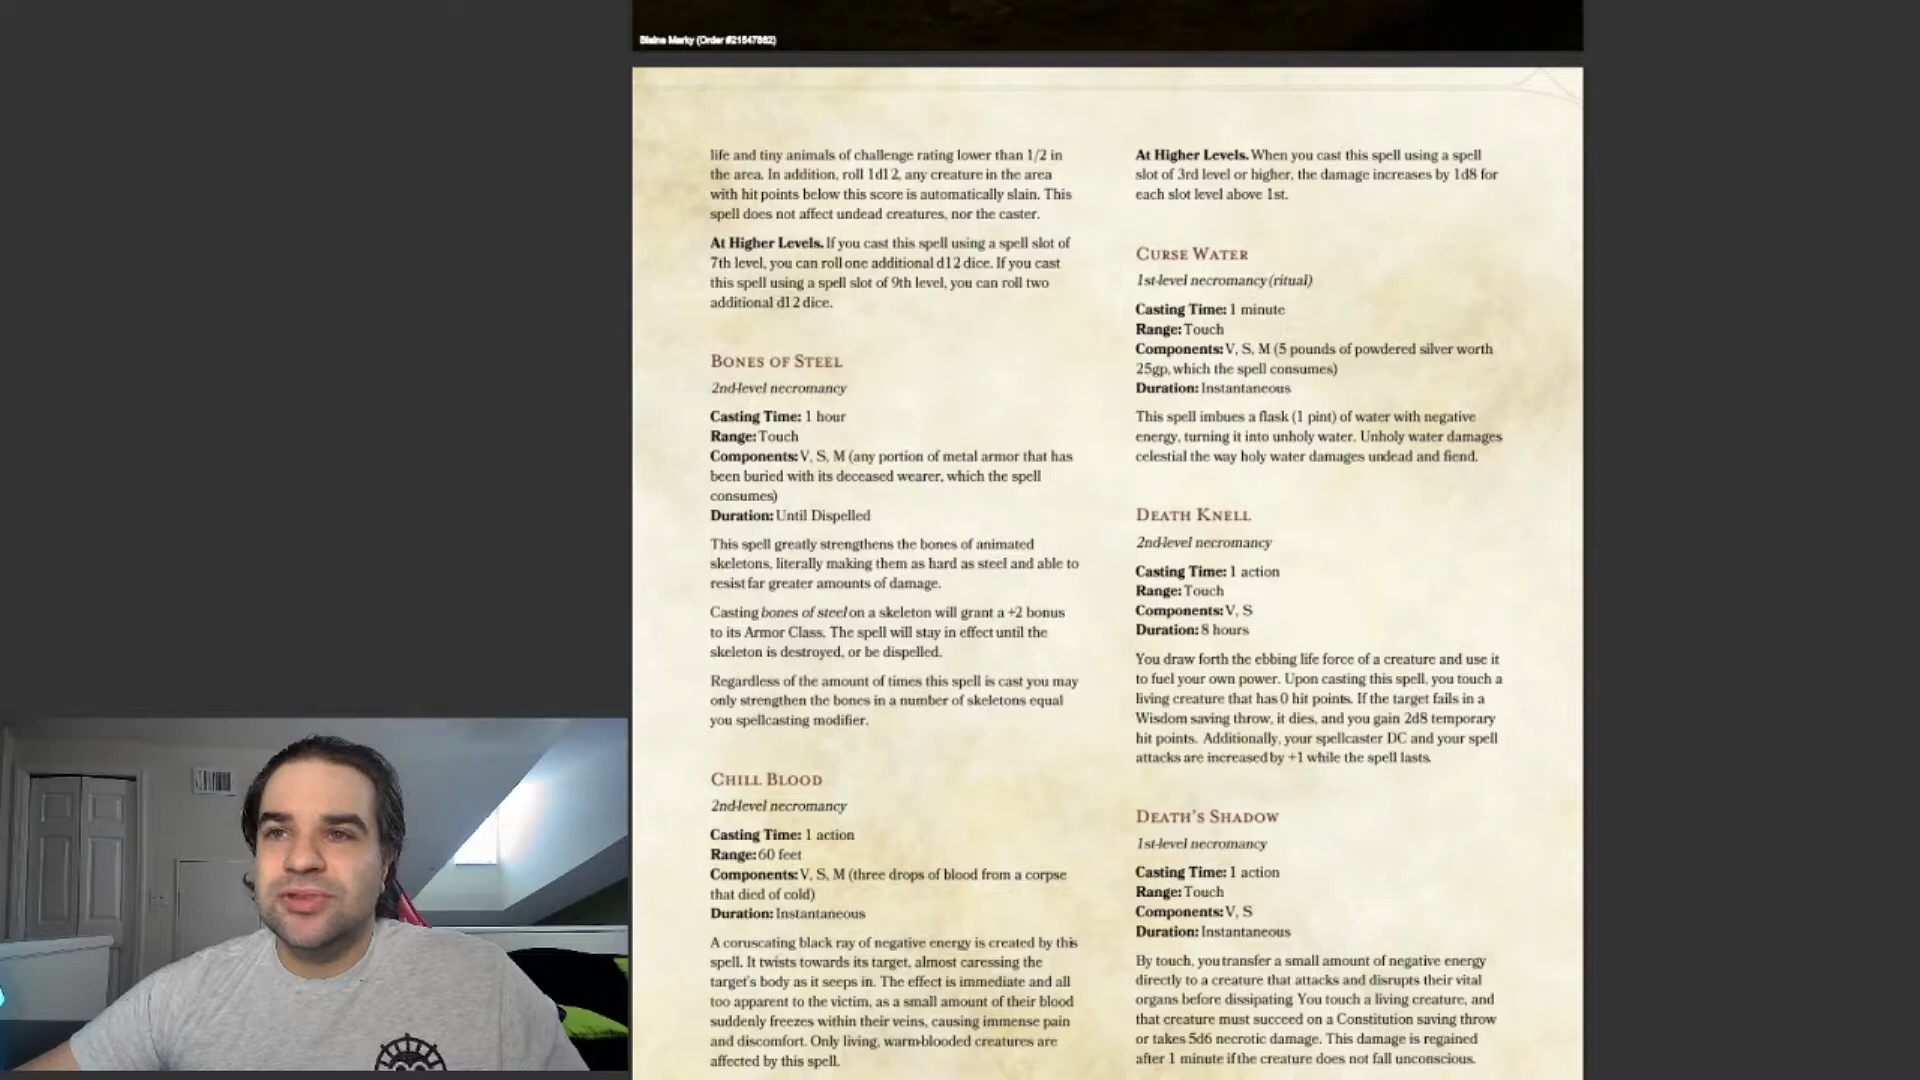 Blaine Marky (Order #21547862)
life and tiny animals of challenge rating lower than 1/2 in
the area. In addition, roll 1d12, any creature in the area
with hit points below this score is automatically slain. This
spell does not affect undead creatures, nor the caster.
At Higher Levels. If you cast this spell using a spell slot of
7th level, you can roll one additional d12 dice. If you cast
this spell using a spell slot of 9th level, you can roll two
additional d12 dice.
BONES OF STEEL
2nd-level necromancy
Casting Time: 1 hour
Range: Touch
Components: V, S, M (any portion of metal armor that has
been buried with its deceased wearer, which the spell
consumes)
Duration: Until Dispelled
This spell greatly strengthens the bones of animated
skeletons, literally making them as hard as steel and able to
resist far greater amounts of damage.
Casting bones of steel on a skeleton will grant a +2 bonus
to its Armor Class. The spell will stay in effect until the
skeleton is destroyed, or be dispelled.
Regardless of the amount of times this spell is cast you may
only strengthen the bones in a number of skeletons equal
you spellcasting modifier.
CHILL BLOOD
2nd-level necromancy
Casting Time: 1 action
Range: 60 feet
Components: V, S, M (three drops of blood from a corpse
that died of cold)
Duration: Instantaneous
A coruscating black ray of negative energy is created by this
spell. It twists towards its target, almost caressing the
target's body as it seeps in. The effect is immediate and all
too apparent to the victim, as a small amount of their blood
suddenly freezes within their veins, causing immense pain
and discomfort. Only living, warm-blooded creatures are
affected by this spell.
At Higher Levels. When you cast this spell using a spell
slot of 3rd level or higher, the damage increases by 1d8 for
each slot level above 1st.
CURSE WATER
1st-level necromancy (ritual)
Casting Time: 1 minute
Range: Touch
Components: V, S, M (5 pounds of powdered silver worth
25gp, which the spell consumes)
Duration: Instantaneous
This spell imbues a flask (1 pint) of water with negative
energy, turning it into unholy water. Unholy water damages
celestial the way holy water damages undead and fiend.
DEATH KNELL
2nd-level necromancy
Casting Time: 1 action
Range: Touch
Components: V, S
Duration: 8 hours
You draw forth the ebbing life force of a creature and use it
to fuel your own power. Upon casting this spell, you touch a
living creature that has 0 hit points. If the target fails in a
Wisdom saving throw, it dies, and you gain 2d8 temporary
hit points. Additionally, your spellcaster DC and your spell
attacks are increased by +1 while the spell lasts.
DEATH'S SHADOW
1st-level necromancy
Casting Time: 1 action
Range: Touch
Components: V, S
Duration: Instantaneous
By touch, you transfer a small amount of negative energy
directly to a creature that attacks and disrupts their vital
organs before dissipating. You touch a living creature, and
that creature must succeed on a Constitution saving throw
or takes 5d6 necrotic damage. This damage is regained
after 1 minute if the creature does not fall unconscious.